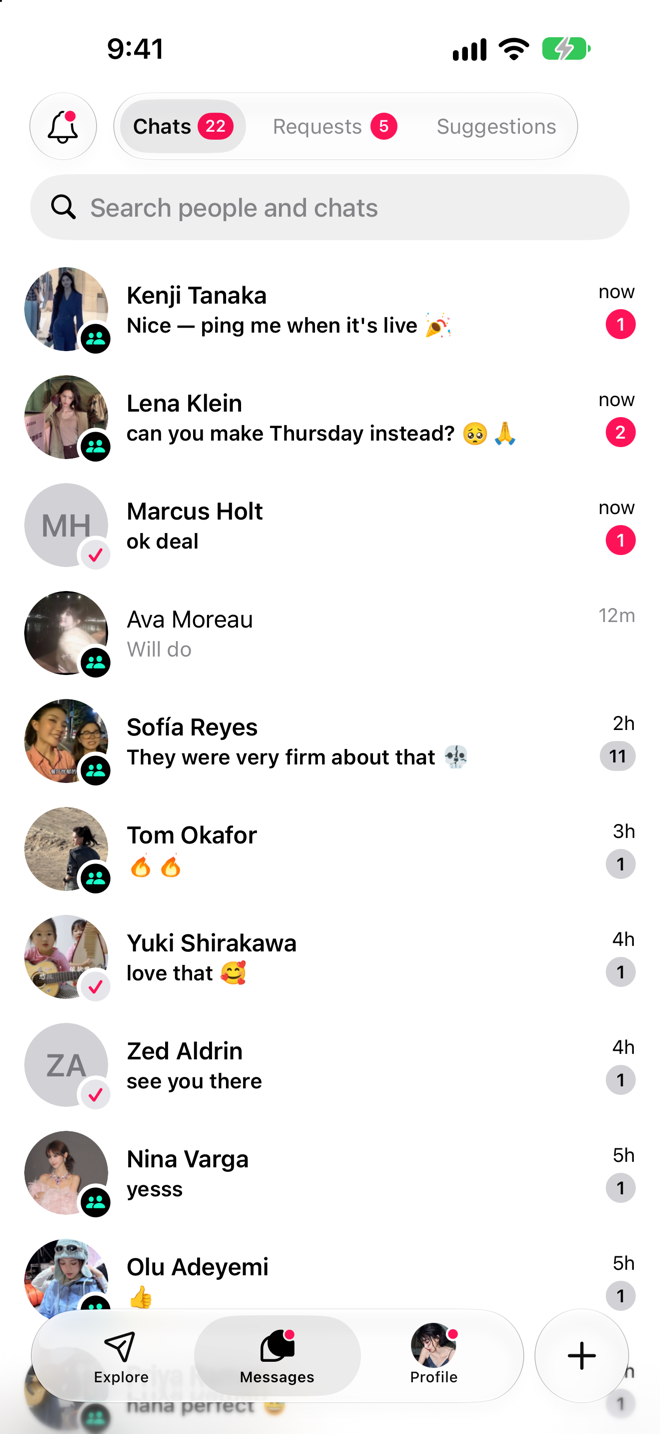 9:41
Chats 22 Requests 5 Suggestions
Search people and chats
Kenji Tanaka now
Nice — ping me when it's live 🎉 1
Lena Klein now
can you make Thursday instead? 🥺 🙏 2
MH
Marcus Holt now
ok deal 1
Ava Moreau 12m
Will do
Sofía Reyes 2h
They were very firm about that 11
Tom Okafor 3h
🔥 🔥 1
Yuki Shirakawa 4h
love that 🥰 1
ZA
Zed Aldrin 4h
see you there 1
Nina Varga 5h
yesss 1
Olu Adeyemi 5h
👍 1
Explore Messages Profile
perfect 1